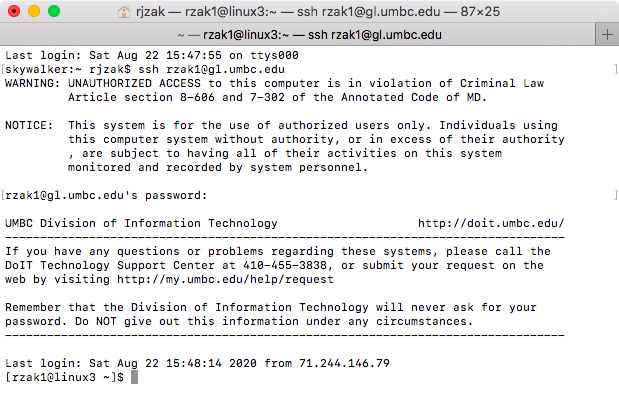 rjzak — rzak1@linux3:~ — ssh rzak1@gl.umbc.edu — 87×25
~ — rzak1@linux3:~ — ssh rzak1@gl.umbc.edu
+
Last login: Sat Aug 22 15:47:55 on ttys000
[skywalker:~ rjzak$ ssh rzak1@gl.umbc.edu ]
WARNING: UNAUTHORIZED ACCESS to this computer is in violation of Criminal Law
Article section 8-606 and 7-302 of the Annotated Code of MD.
NOTICE: This system is for the use of authorized users only. Individuals using
this computer system without authority, or in excess of their authority
, are subject to having all of their activities on this system
monitored and recorded by system personnel.
[rzak1@gl.umbc.edu's password: ]
UMBC Division of Information Technology http://doit.umbc.edu/
--------------------------------------------------------------------------------
If you have any questions or problems regarding these systems, please call the
DoIT Technology Support Center at 410-455-3838, or submit your request on the
web by visiting http://my.umbc.edu/help/request
Remember that the Division of Information Technology will never ask for your
password. Do NOT give out this information under any circumstances.
--------------------------------------------------------------------------------
Last login: Sat Aug 22 15:48:14 2020 from 71.244.146.79
[rzak1@linux3 ~]$